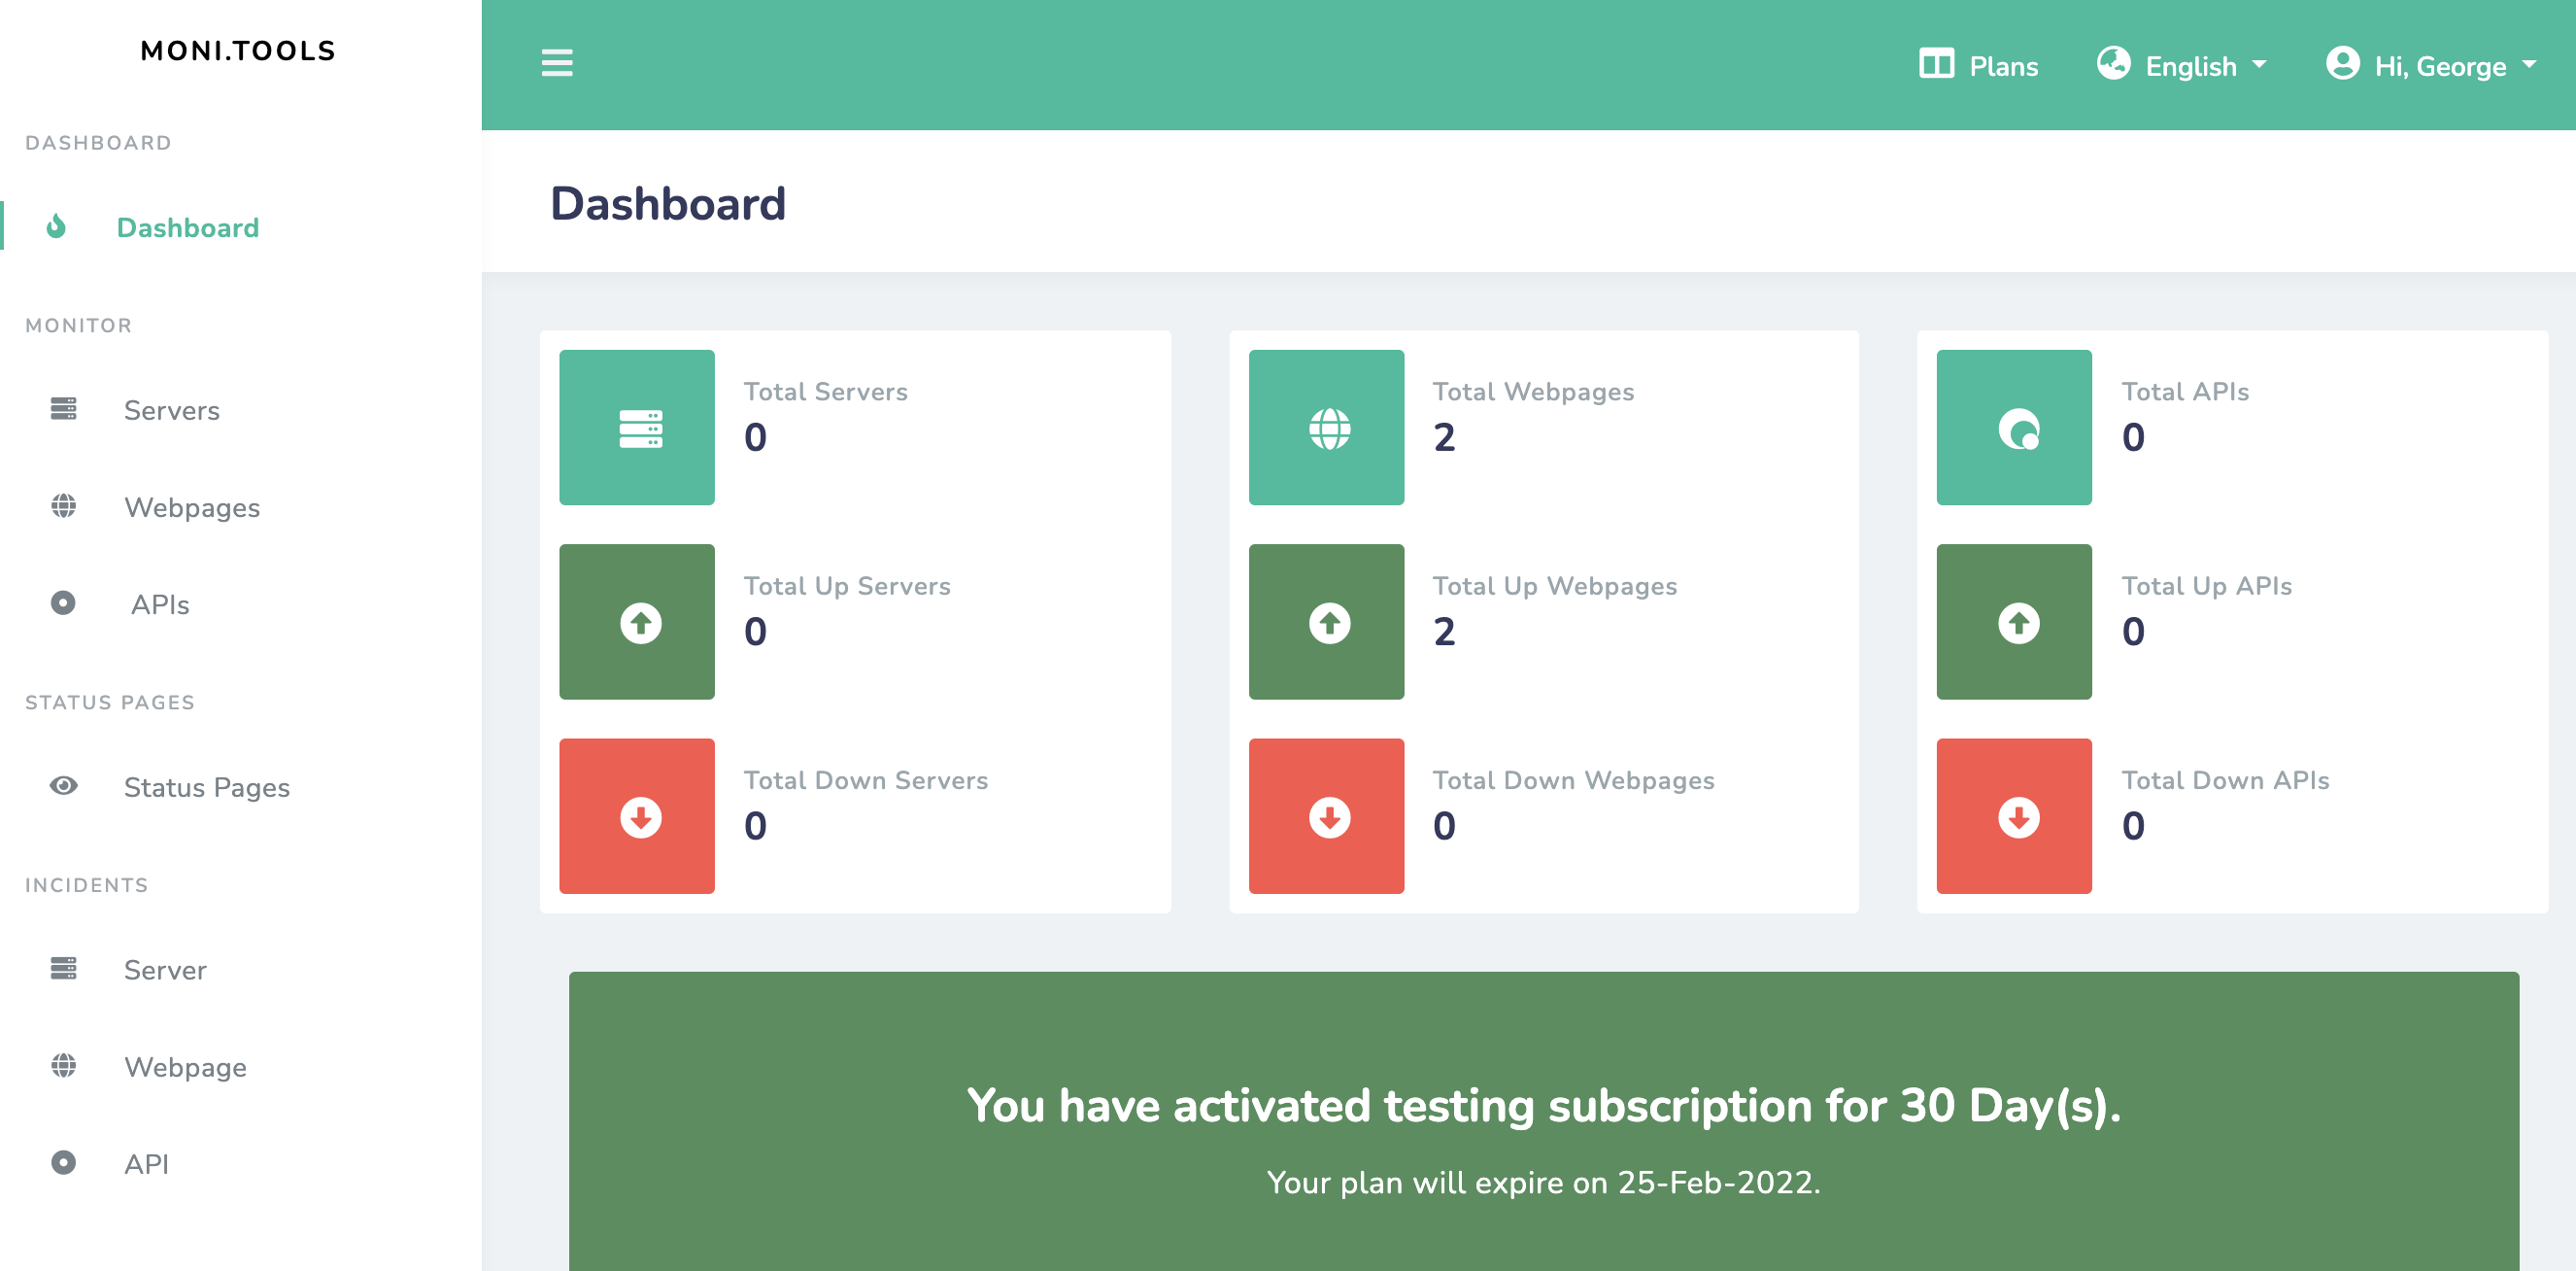 MONI.TOOLS
DASHBOARD
Dashboard
MONITOR
Servers
Webpages
APIs
STATUS PAGES
Status Pages
INCIDENTS
Server
Webpage
API
Plans
English
Hi, George
Dashboard
Total Servers
0
Total Up Servers
0
Total Down Servers
0
Total Webpages
2
Total Up Webpages
2
Total Down Webpages
0
Total APIs
0
Total Up APIs
0
Total Down APIs
0
You have activated testing subscription for 30 Day(s).
Your plan will expire on 25-Feb-2022.